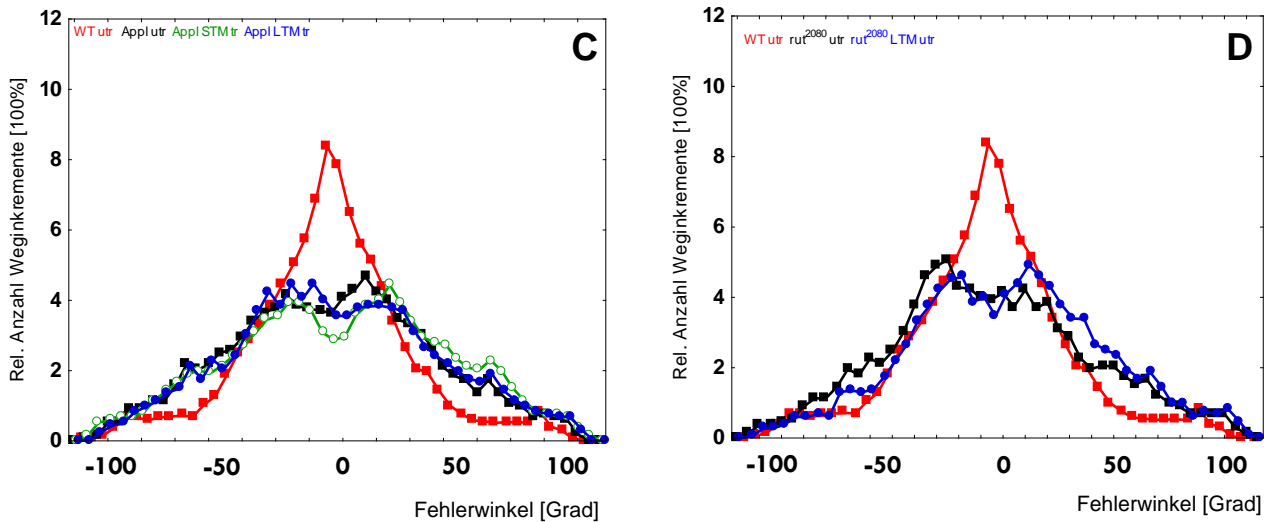 12
WT utr Appl utr Appl STM tr Appl LTM tr
C
10
8
6
4
2
0
Rel. Anzahl Weginkremente [100%]
-100 -50 0 50 100
Fehlerwinkel [Grad]
12
WT utr rut2080 utr rut2080 LTM utr
D
10
8
6
4
2
0
Rel. Anzahl Weginkremente [100%]
-100 -50 0 50 100
Fehlerwinkel [Grad]